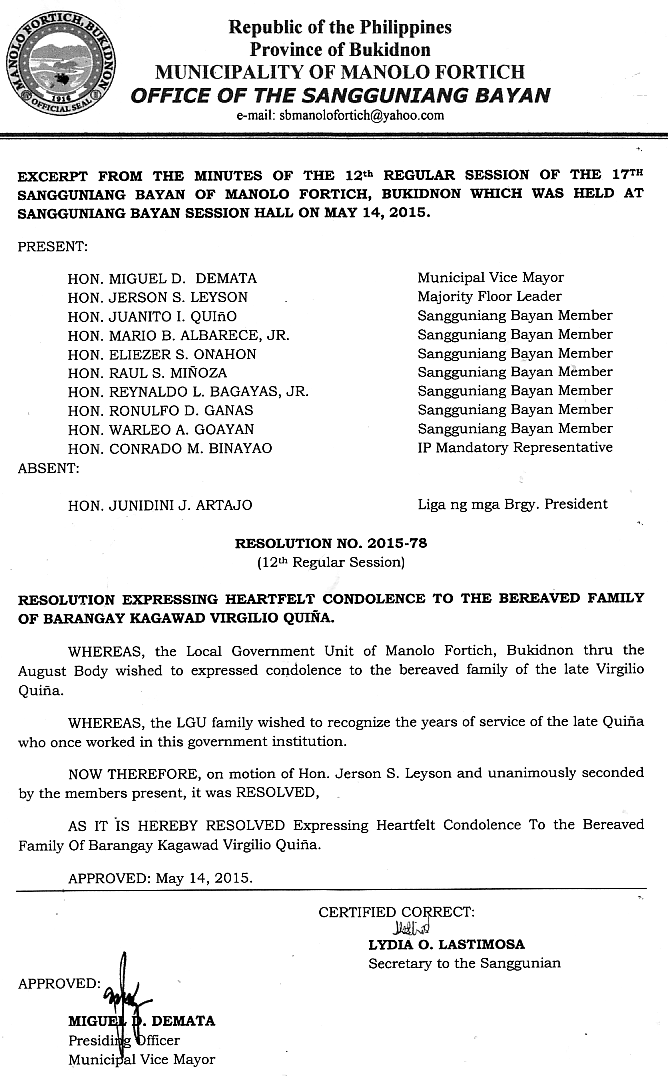 MANOLO FORTICH, BUKIDNON
1914
OFFICIAL SEAL
Republic of the Philippines
Province of Bukidnon
MUNICIPALITY OF MANOLO FORTICH
OFFICE OF THE SANGGUNIANG BAYAN
e-mail: sbmanolofortich@yahoo.com
EXCERPT FROM THE MINUTES OF THE 12th REGULAR SESSION OF THE 17TH
SANGGUNIANG BAYAN OF MANOLO FORTICH, BUKIDNON WHICH WAS HELD AT
SANGGUNIANG BAYAN SESSION HALL ON MAY 14, 2015.
PRESENT:
HON. MIGUEL D. DEMATA Municipal Vice Mayor
HON. JERSON S. LEYSON Majority Floor Leader
HON. JUANITO I. QUIñO Sangguniang Bayan Member
HON. MARIO B. ALBARECE, JR. Sangguniang Bayan Member
HON. ELIEZER S. ONAHON Sangguniang Bayan Member
HON. RAUL S. MIÑOZA Sangguniang Bayan Member
HON. REYNALDO L. BAGAYAS, JR. Sangguniang Bayan Member
HON. RONULFO D. GANAS Sangguniang Bayan Member
HON. WARLEO A. GOAYAN Sangguniang Bayan Member
HON. CONRADO M. BINAYAO IP Mandatory Representative
ABSENT:
HON. JUNIDINI J. ARTAJO Liga ng mga Brgy. President
RESOLUTION NO. 2015-78
(12th Regular Session)
RESOLUTION EXPRESSING HEARTFELT CONDOLENCE TO THE BEREAVED FAMILY
OF BARANGAY KAGAWAD VIRGILIO QUIÑA.
WHEREAS, the Local Government Unit of Manolo Fortich, Bukidnon thru the
August Body wished to expressed condolence to the bereaved family of the late Virgilio
Quiña.
WHEREAS, the LGU family wished to recognize the years of service of the late Quiña
who once worked in this government institution.
NOW THEREFORE, on motion of Hon. Jerson S. Leyson and unanimously seconded
by the members present, it was RESOLVED,
AS IT IS HEREBY RESOLVED Expressing Heartfelt Condolence To the Bereaved
Family Of Barangay Kagawad Virgilio Quiña.
APPROVED: May 14, 2015.
CERTIFIED CORRECT:
LYDIA O. LASTIMOSA
Secretary to the Sanggunian
APPROVED:
MIGUEL D. DEMATA
Presiding Officer
Municipal Vice Mayor